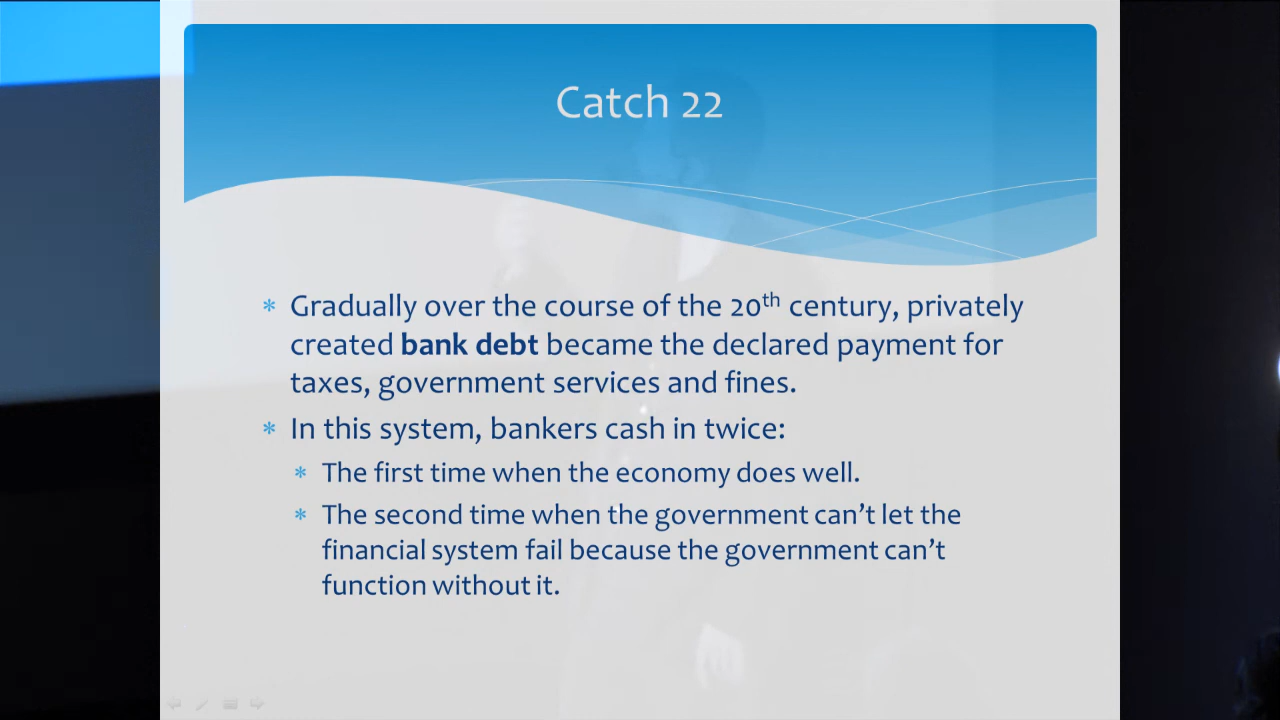 Catch 22
* Gradually over the course of the 20th century, privately
created bank debt became the declared payment for
taxes, government services and fines.
* In this system, bankers cash in twice:
* The first time when the economy does well.
* The second time when the government can't let the
financial system fail because the government can't
function without it.